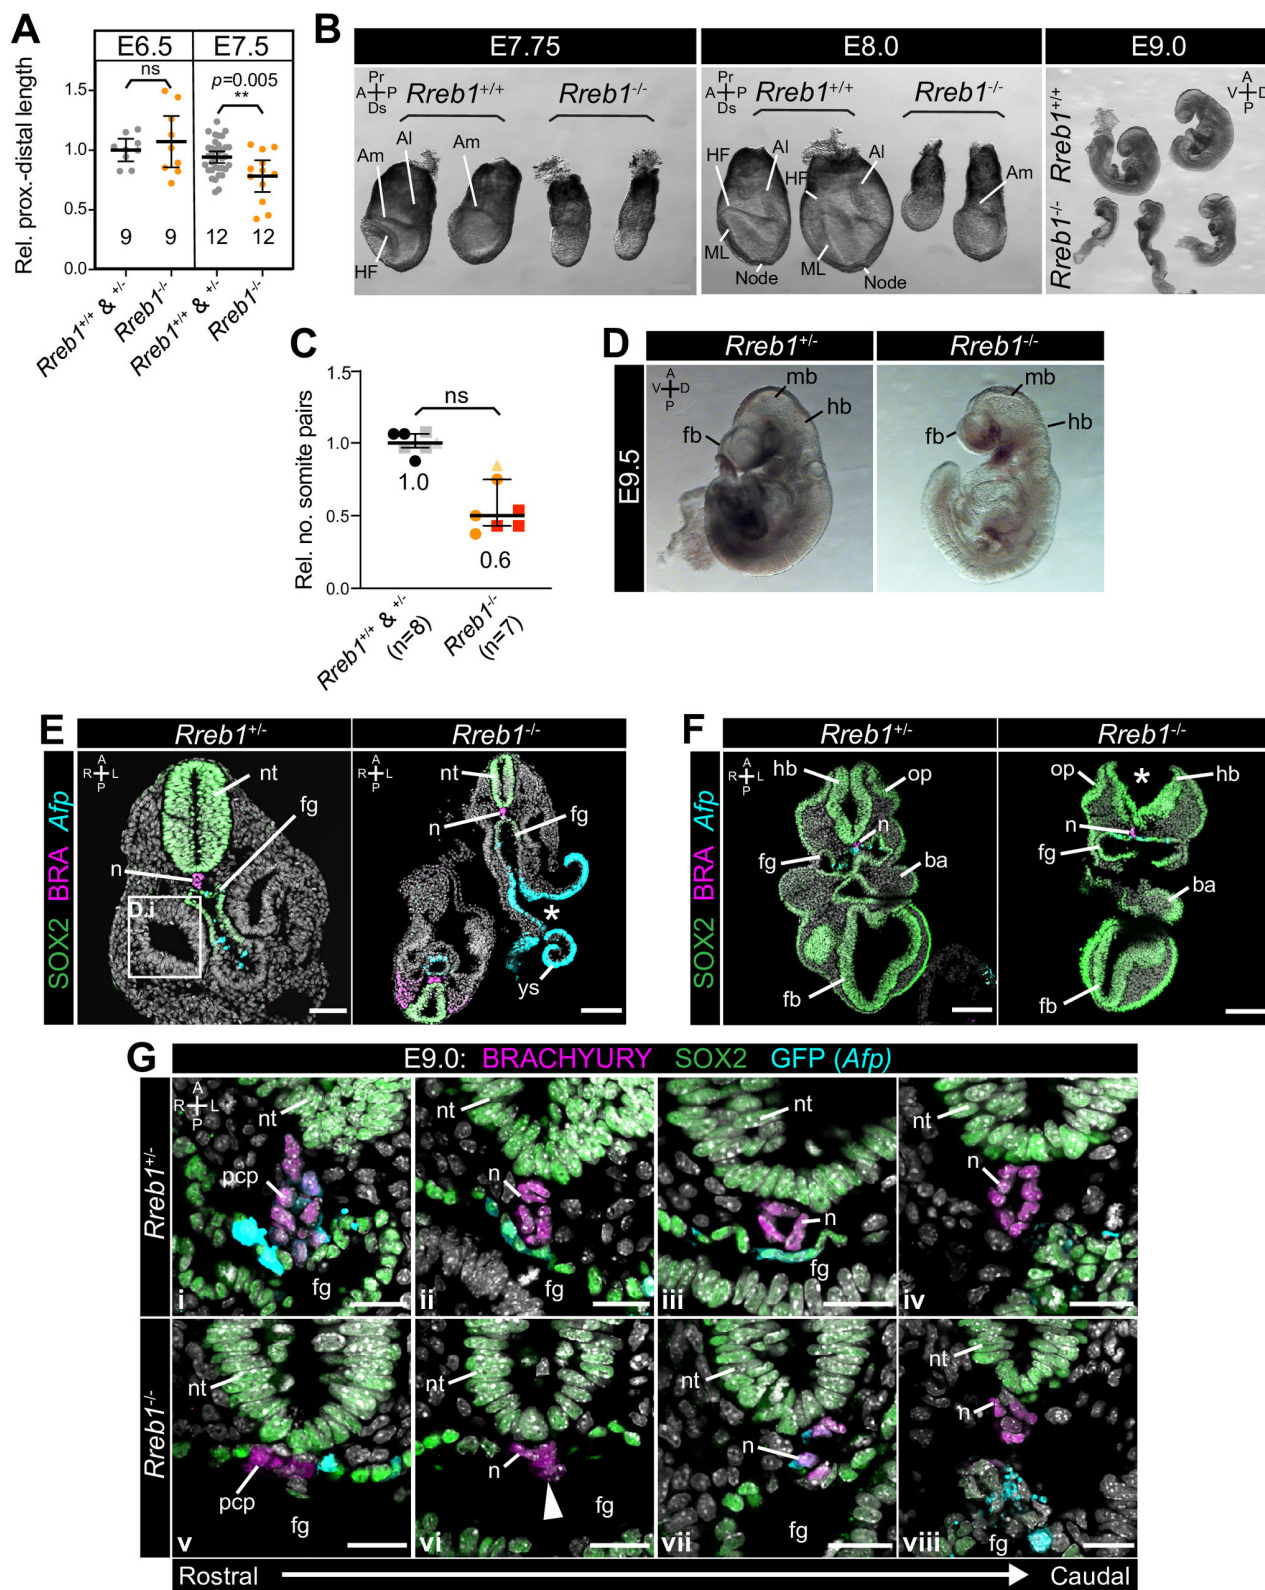 A
E6.5
E7.5
ns
p=0.005
**
Rel. prox.-distal length
1.5
1.0
0.5
0.0
9
9
12
12
Rreb1+/+ & +/-
Rreb1-/-
Rreb1+/+ & +/-
Rreb1-/-
B
E7.75
E8.0
E9.0
Pr
A P
Ds
Rreb1+/+
Rreb1-/-
Am
Al
Am
HF
Pr
A P
Ds
Rreb1+/+
Rreb1-/-
HF
Al
HF
Al
Am
ML
Node
ML
Node
A
V D
P
Rreb1+/+
Rreb1-/-
C
Rel. no. somite pairs
1.5
1.0
0.5
0.0
ns
1.0
0.6
Rreb1+/+ & +/-
(n=8)
Rreb1-/-
(n=7)
D
Rreb1+/-
Rreb1-/-
E9.5
A
V D
P
mb
hb
fb
mb
hb
fb
E
Rreb1+/-
Rreb1-/-
SOX2 BRA Afp
A
R L
P
nt
fg
n
D.i
A
R L
P
nt
n
fg
*
ys
F
Rreb1+/-
Rreb1-/-
SOX2 BRA Afp
A
R L
P
hb
op
n
fg
ba
fb
op
*
hb
n
fg
ba
fb
G
E9.0: BRACHYURY SOX2 GFP (Afp)
Rreb1+/-
A
R L
P
nt
pcp
fg
i
nt
n
ii
nt
n
fg
iii
nt
n
iv
Rreb1-/-
nt
pcp
fg
v
nt
n
fg
vi
nt
n
fg
vii
nt
n
fg
viii
Rostral
Caudal